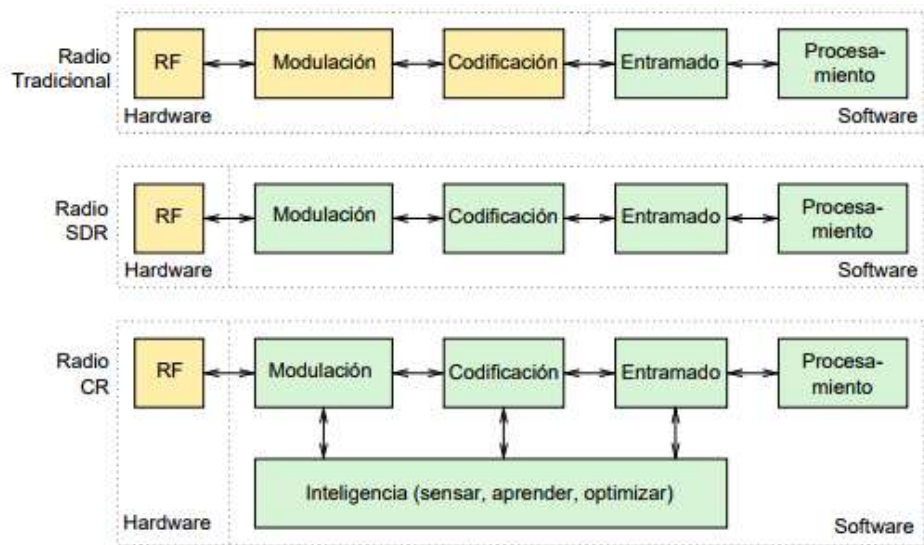 Radio
Tradicional
RF
Modulación
Codificación
Entramado
Procesa-
miento
Hardware
Software
Radio
SDR
RF
Modulación
Codificación
Entramado
Procesa-
miento
Hardware
Software
Radio
CR
RF
Modulación
Codificación
Entramado
Procesa-
miento
Inteligencia (sensar, aprender, optimizar)
Hardware
Software